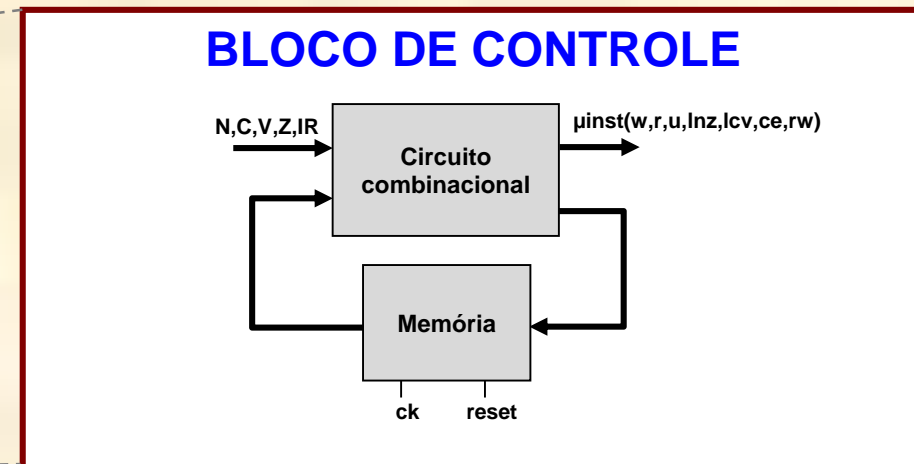 BLOCO DE CONTROLE
N,C,V,Z,IR
µinst(w,r,u,lnz,lcv,ce,rw)
Circuito
combinacional
Memória
ck
reset